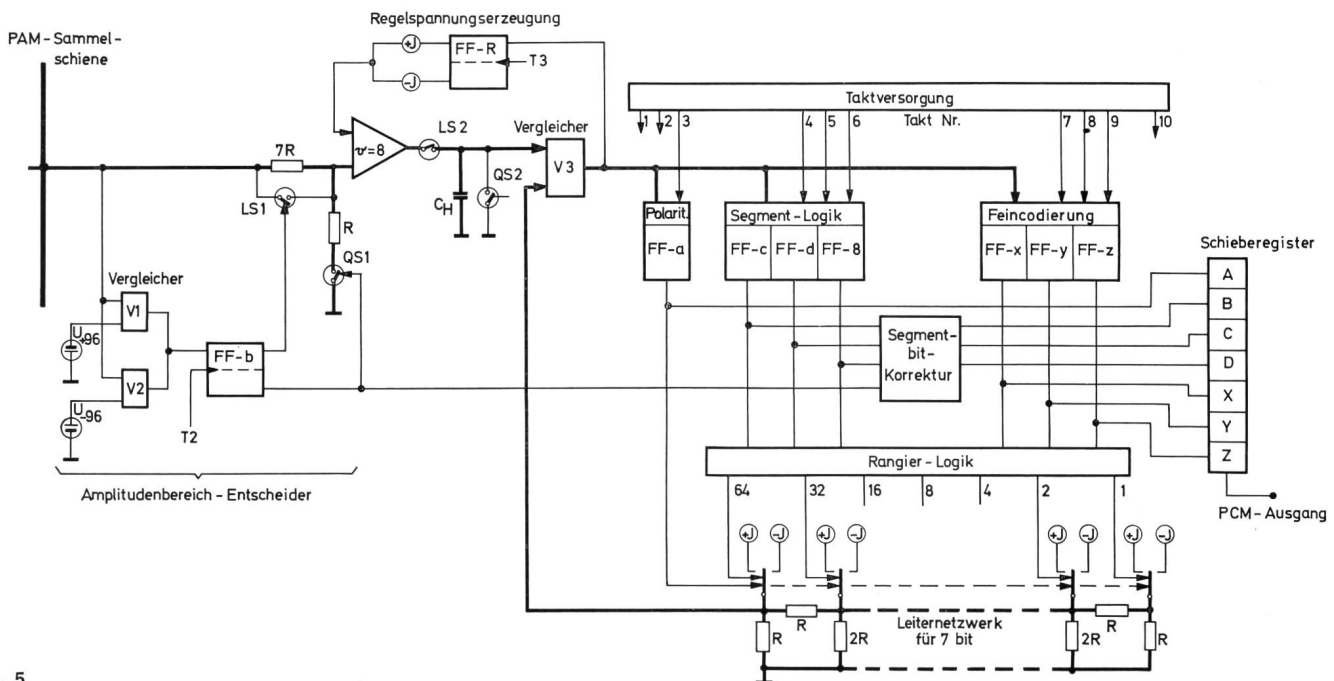 Regelspannungserzeugung
PAM-Sammel-
schiene
+J
-J
FF-R
T3
Taktversorgung
1
2
3
4
5
6
Takt Nr.
7
8
9
10
7R
LS1
v=8
LS2
Vergleicher
V3
QS2
CH
R
QS1
Polarit.
FF-a
Segment-Logik
FF-c
FF-d
FF-8
Feincodierung
FF-x
FF-y
FF-z
Schieberegister
A
B
C
D
X
Y
Z
PCM-Ausgang
Vergleicher
V1
V2
U+96
U-96
FF-b
T2
Amplitudenbereich-Entscheider
Segment-
bit-
Korrektur
Rangier-Logik
64
32
16
8
4
2
1
+J
-J
+J
-J
+J
-J
+J
-J
R
R
R
2R
Leiternetzwerk
für 7 bit
2R
R
5